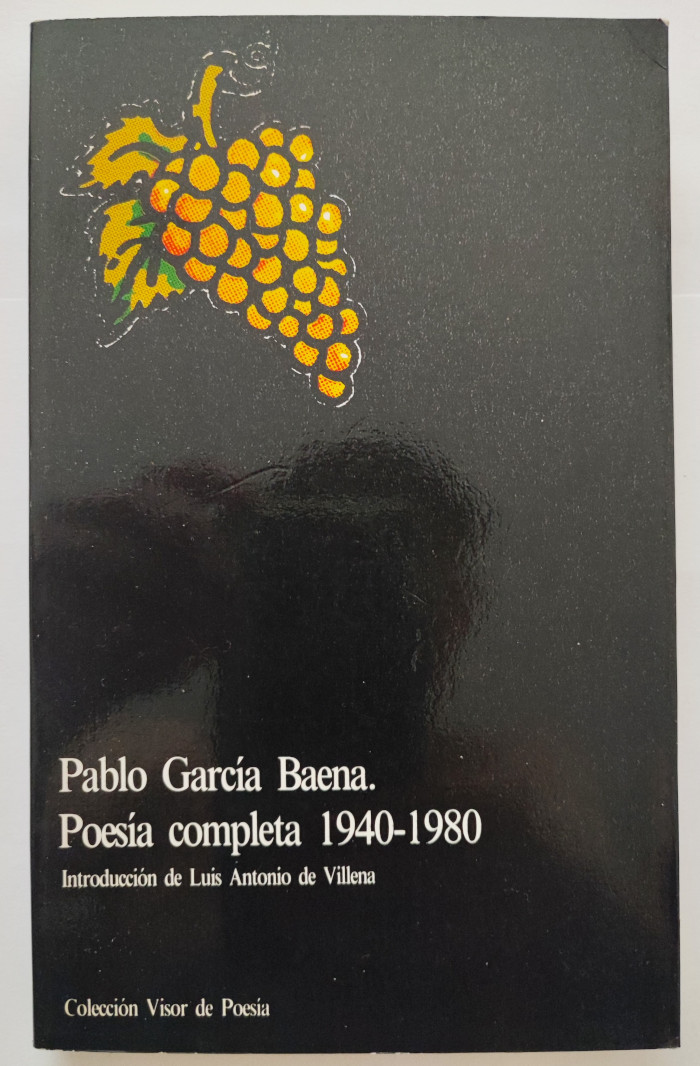 Pablo García Baena.
Poesía completa 1940-1980
Introducción de Luis Antonio de Villena
Colección Visor de Poesía